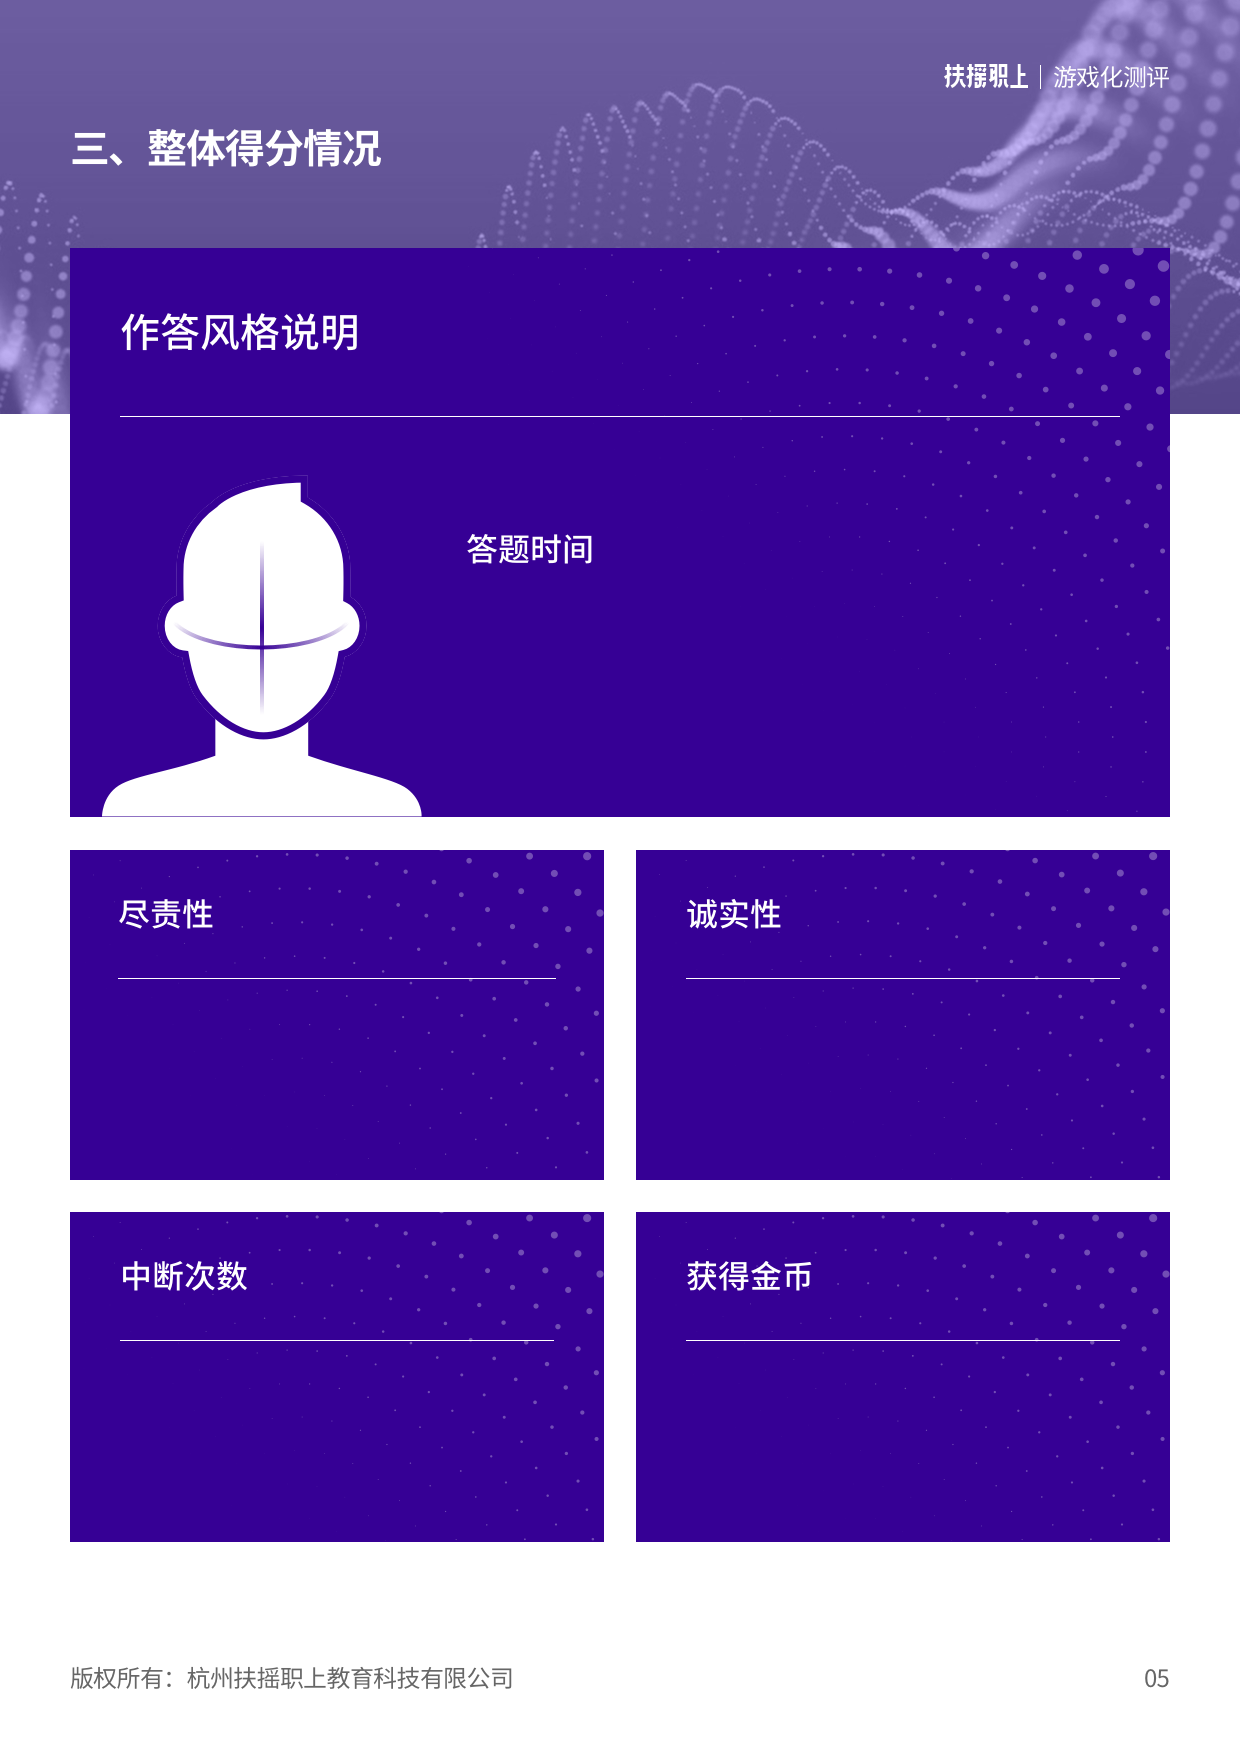 扶摇职上 | 游戏化测评
三、整体得分情况
作答风格说明
答题时间
尽责性
诚实性
中断次数
获得金币
版权所有：杭州扶摇职上教育科技有限公司
05